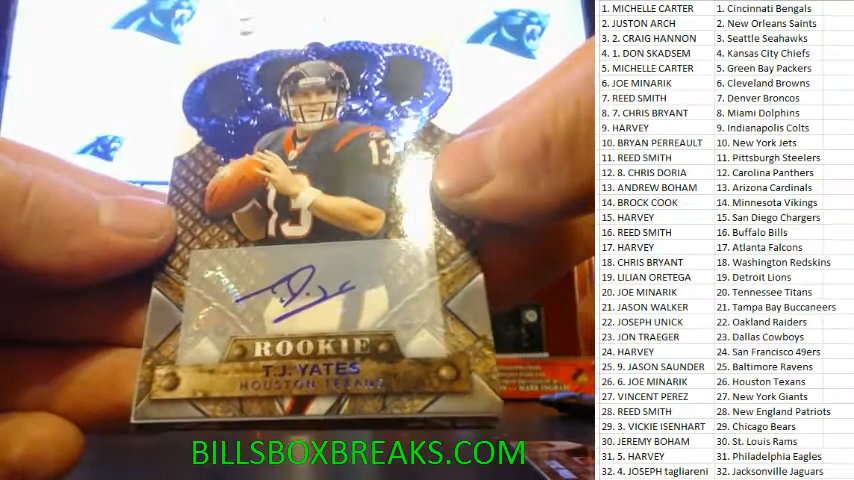 13
13
ROOKIE
T.J. YATES
HOUSTON TEXANS
MARK INGRAM
BILLSBOXBREAKS.COM
1. MICHELLE CARTER 1. Cincinnati Bengals
2. JUSTON ARCH 2. New Orleans Saints
3. 2. CRAIG HANNON 3. Seattle Seahawks
4. 1. DON SKADSEM 4. Kansas City Chiefs
5. MICHELLE CARTER 5. Green Bay Packers
6. JOE MINARIK 6. Cleveland Browns
7. REED SMITH 7. Denver Broncos
8. 7. CHRIS BRYANT 8. Miami Dolphins
9. HARVEY 9. Indianapolis Colts
10. BRYAN PERREAULT 10. New York Jets
11. REED SMITH 11. Pittsburgh Steelers
12. 8. CHRIS DORIA 12. Carolina Panthers
13. ANDREW BOHAM 13. Arizona Cardinals
14. BROCK COOK 14. Minnesota Vikings
15. HARVEY 15. San Diego Chargers
16. REED SMITH 16. Buffalo Bills
17. HARVEY 17. Atlanta Falcons
18. CHRIS BRYANT 18. Washington Redskins
19. LILIAN ORETEGA 19. Detroit Lions
20. JOE MINARIK 20. Tennessee Titans
21. JASON WALKER 21. Tampa Bay Buccaneers
22. JOSEPH UNICK 22. Oakland Raiders
23. JON TRAEGER 23. Dallas Cowboys
24. HARVEY 24. San Francisco 49ers
25. 9. JASON SAUNDER 25. Baltimore Ravens
26. 6. JOE MINARIK 26. Houston Texans
27. VINCENT PEREZ 27. New York Giants
28. REED SMITH 28. New England Patriots
29. 3. VICKIE ISENHART 29. Chicago Bears
30. JEREMY BOHAM 30. St. Louis Rams
31. 5. HARVEY 31. Philadelphia Eagles
32. 4. JOSEPH tagliareni 32. Jacksonville Jaguars